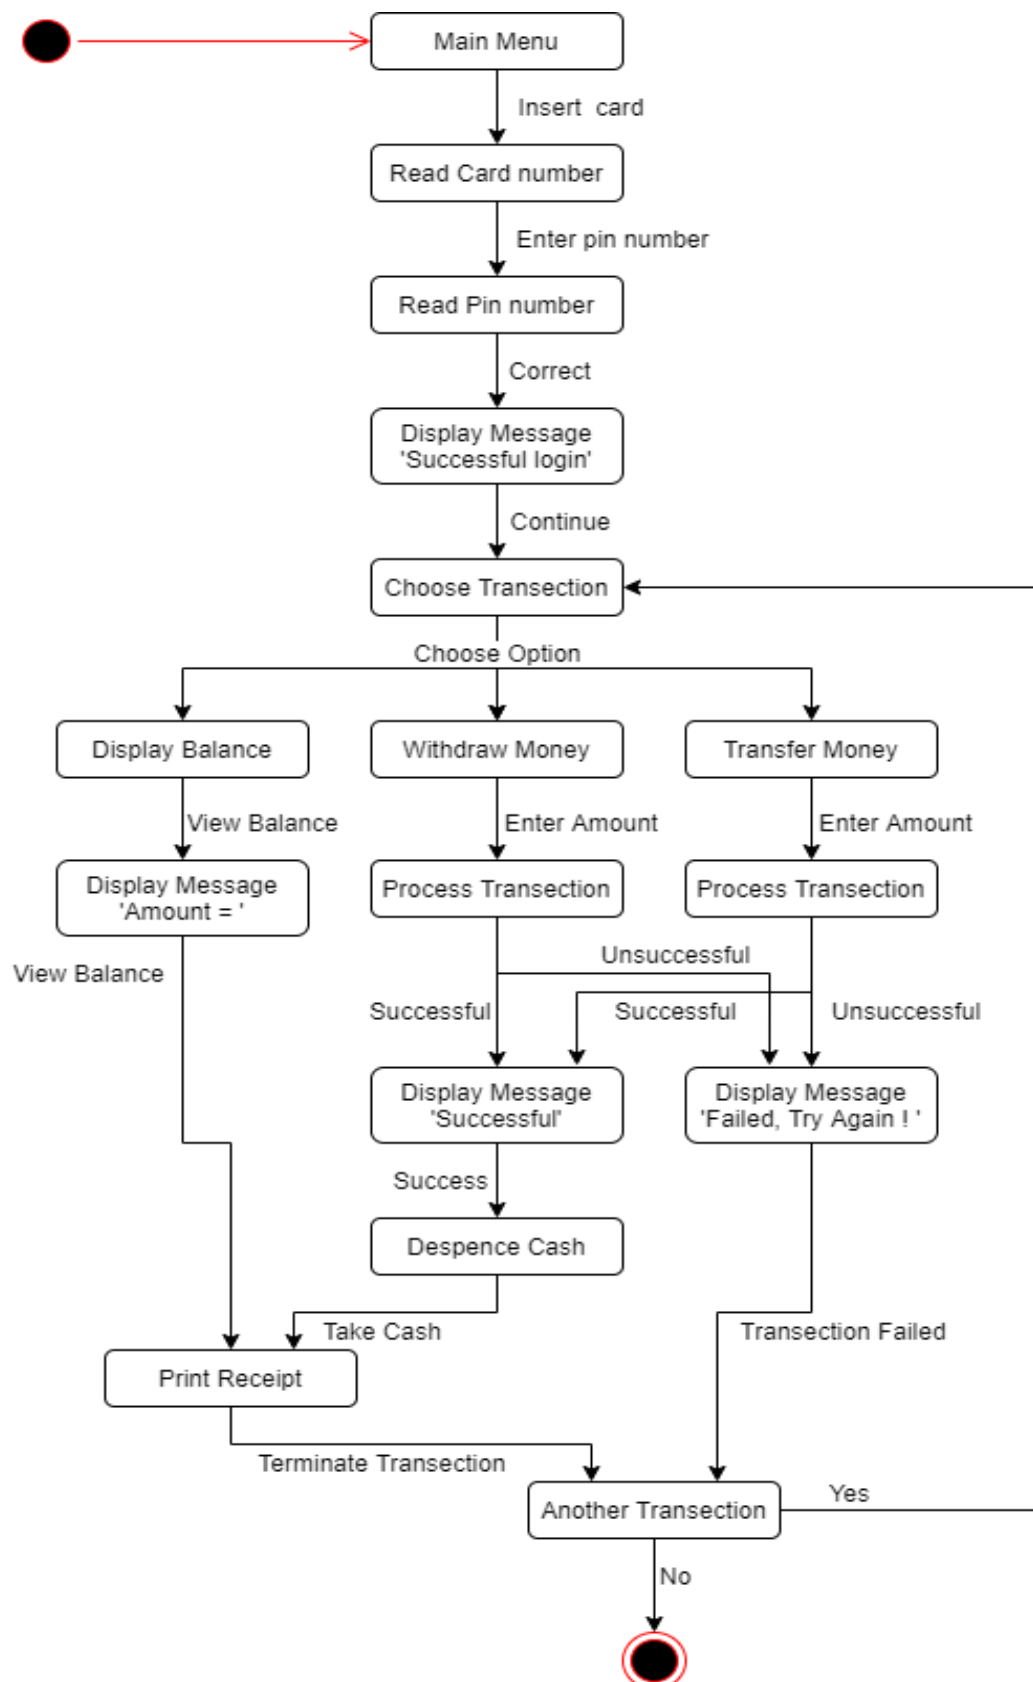 Main Menu
Insert card
Read Card number
Enter pin number
Read Pin number
Correct
Display Message
'Successful login'
Continue
Choose Transection
Choose Option
Display Balance
Withdraw Money
Transfer Money
View Balance
Enter Amount
Enter Amount
Display Message
'Amount = '
Process Transection
Process Transection
View Balance
Unsuccessful
Successful
Successful
Unsuccessful
Display Message
'Successful'
Display Message
'Failed, Try Again ! '
Success
Despence Cash
Take Cash
Transection Failed
Print Receipt
Terminate Transection
Another Transection
Yes
No